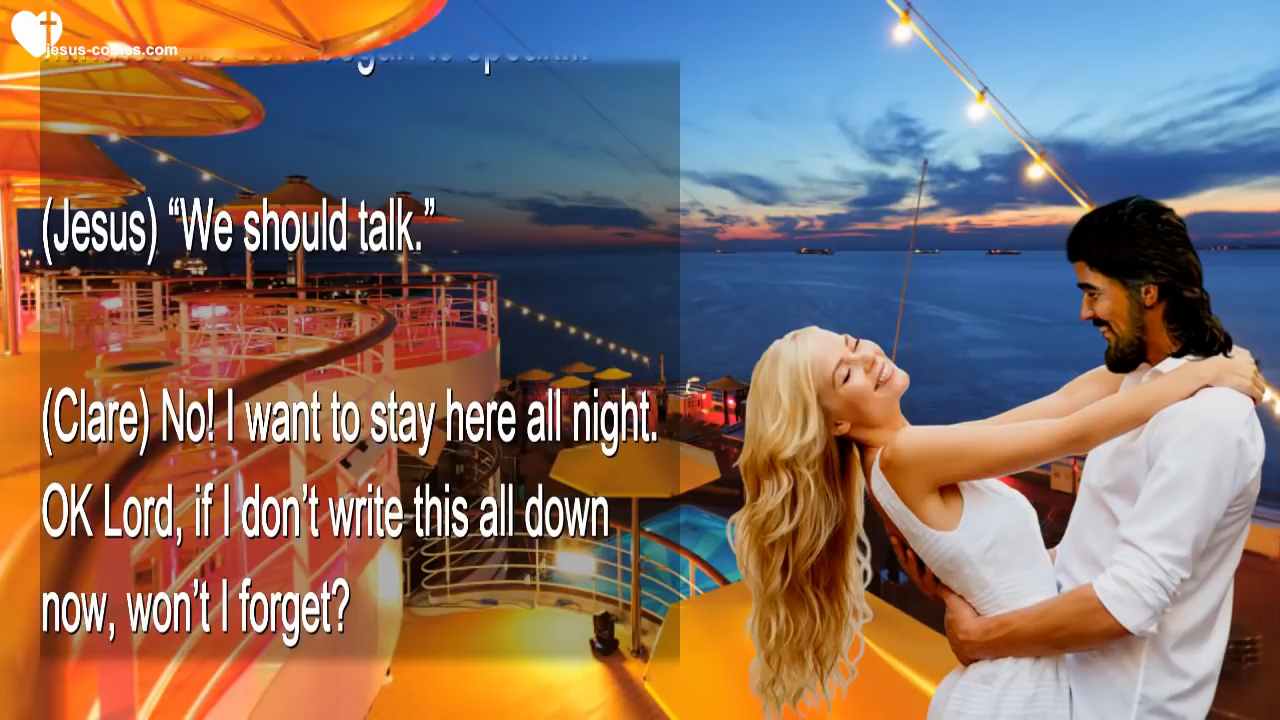 jesus-comes.com
(Jesus) “We should talk.”
(Clare) No! I want to stay here all night.
OK Lord, if I don’t write this all down
now, won’t I forget?